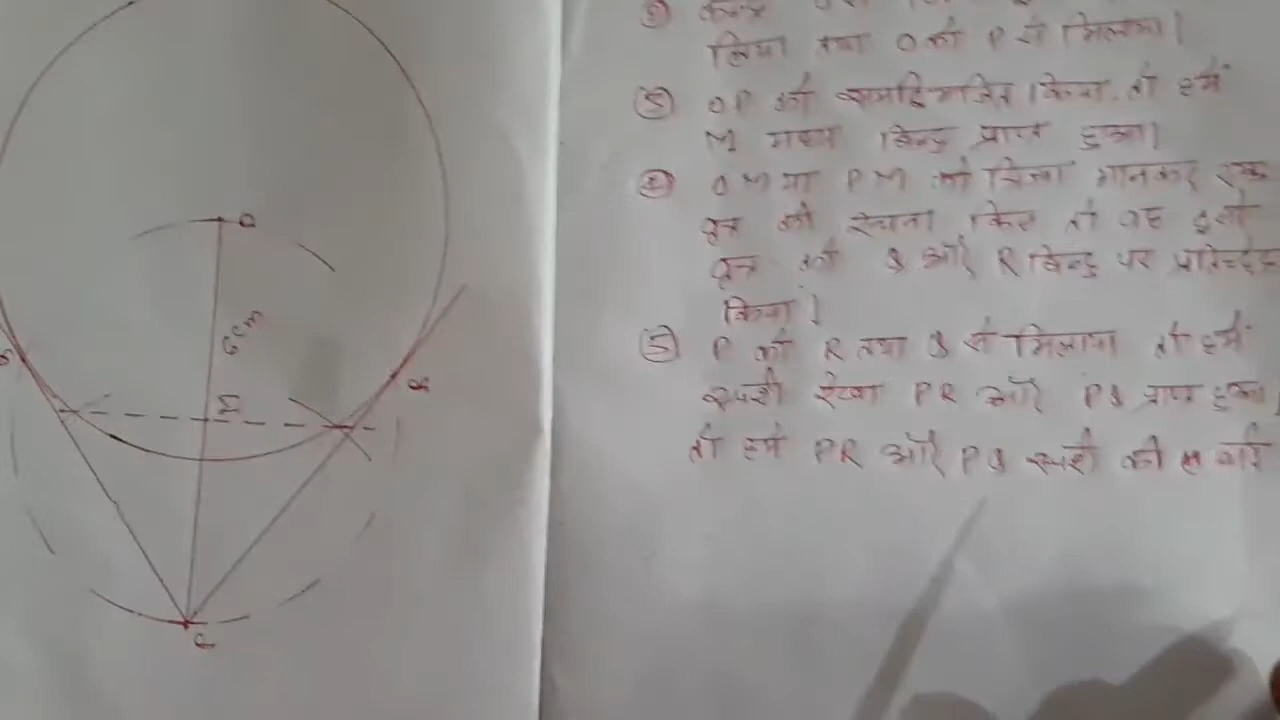 O
6cm
M
R
P
लिया तथा O को P से मिलाया।
③ OP को समद्विभाजित किया तो हमें
M मध्य बिन्दु प्राप्त हुआ।
④ OM या PM को त्रिज्या मानकर एक
वृत्त की रचना किए तो वह इसी
वृत्त को Q और R बिन्दु पर प्रतिच्छेद
किया।
⑤ P को R तथा Q से मिलाया तो हमें
स्पर्श रेखा PR और PQ प्राप्त हुआ।
तो हमें PR और PQ स्पर्श की